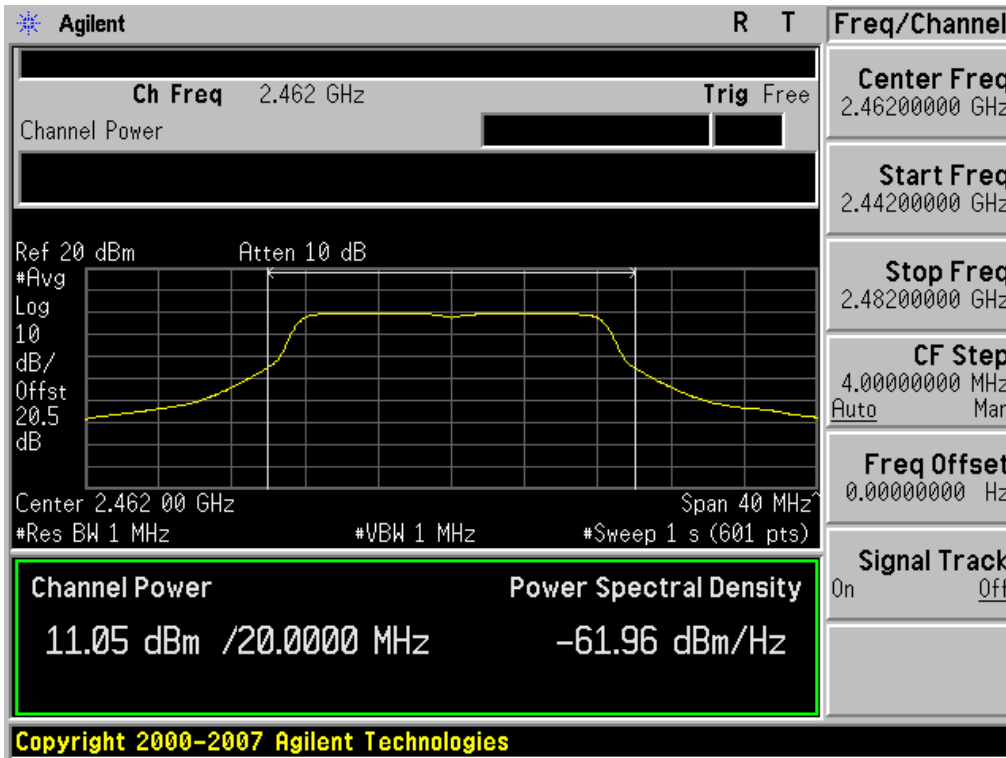 Agilent R T
Freq/Channel
Ch Freq 2.462 GHz Trig Free
Channel Power
Ref 20 dBm Atten 10 dB
#Avg
Log
10
dB/
Offst
20.5
dB
Center 2.462 00 GHz Span 40 MHz^
#Res BW 1 MHz #VBW 1 MHz #Sweep 1 s (601 pts)
Channel Power Power Spectral Density
11.05 dBm /20.0000 MHz -61.96 dBm/Hz
Center Freq
2.46200000 GHz
Start Freq
2.44200000 GHz
Stop Freq
2.48200000 GHz
CF Step
4.00000000 MHz
Auto Man
Freq Offset
0.00000000 Hz
Signal Track
On Off
Copyright 2000-2007 Agilent Technologies